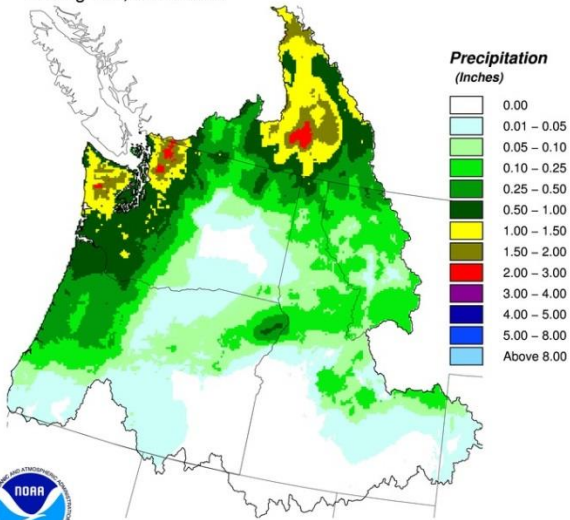 Precipitation
(Inches)
0.00
0.01 – 0.05
0.05 – 0.10
0.10 – 0.25
0.25 – 0.50
0.50 – 1.00
1.00 – 1.50
1.50 – 2.00
2.00 – 3.00
3.00 – 4.00
4.00 – 5.00
5.00 – 8.00
Above 8.00
NOAA